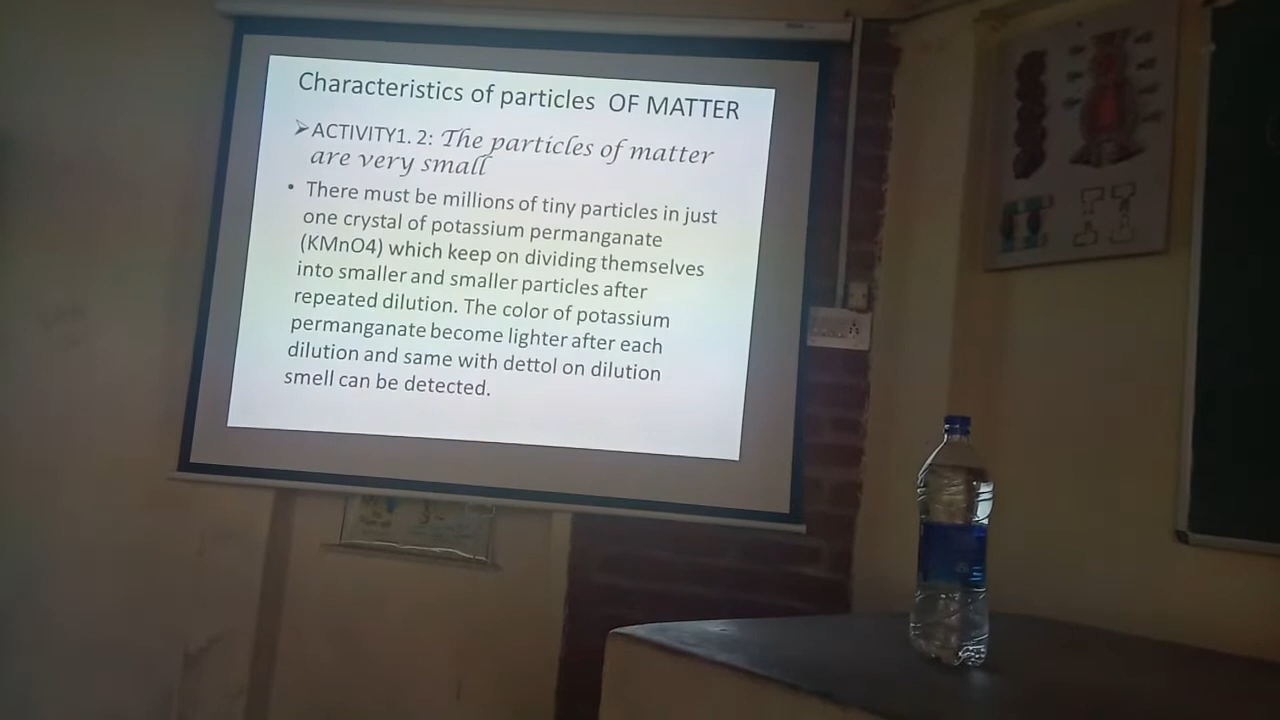 Characteristics of particles OF MATTER
➢ACTIVITY1. 2: The particles of matter
are very small
• There must be millions of tiny particles in just
one crystal of potassium permanganate
(KMnO4) which keep on dividing themselves
into smaller and smaller particles after
repeated dilution. The color of potassium
permanganate become lighter after each
dilution and same with dettol on dilution
smell can be detected.